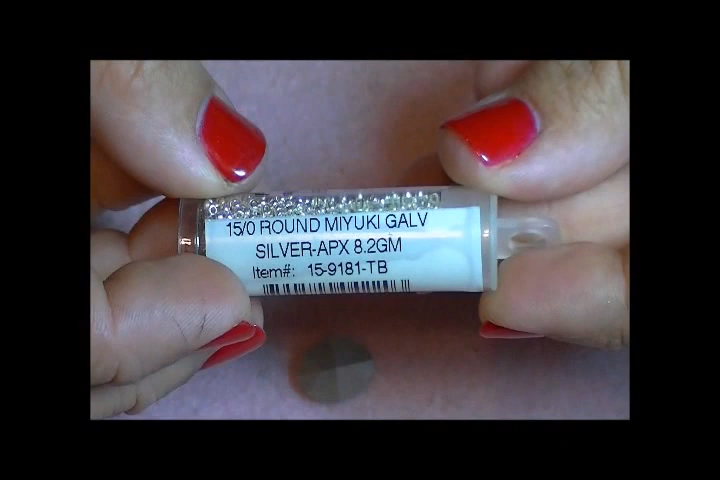 15/0 ROUND MIYUKI GALV
SILVER-APX 8.2GM
Item#: 15-9181-TB